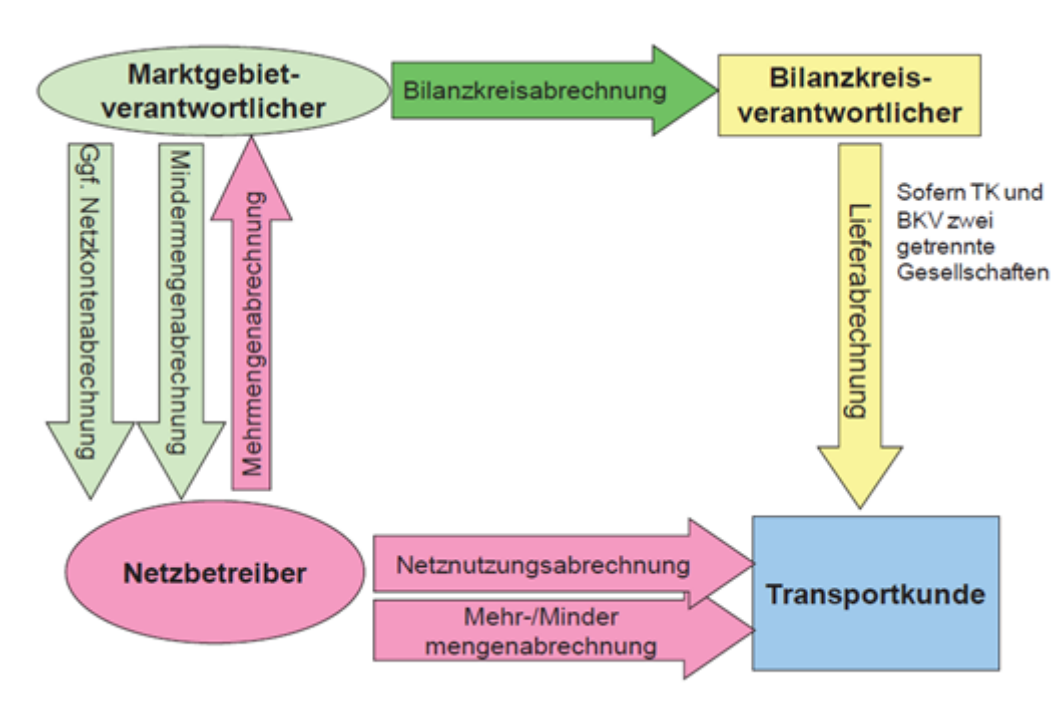 Marktgebiet-
verantwortlicher
Bilanzkreisabrechnung
Bilanzkreis-
verantwortlicher
Ggf. Netzkontenabrechnung
Mindermengenabrechnung
Mehrmengenabrechnung
Lieferabrechnung
Sofern TK und
BKV zwei
getrennte
Gesellschaften
Netzbetreiber
Netznutzungsabrechnung
Mehr-/Minder
mengenabrechnung
Transportkunde